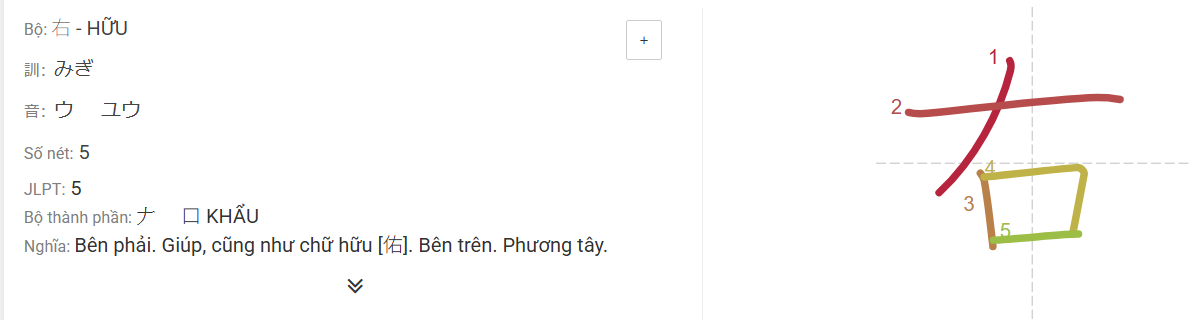 Bộ: 右 - HỮU
+
訓: みぎ
音: ウ ユウ
Số nét: 5
JLPT: 5
Bộ thành phần: ナ 口 KHẨU
Nghĩa: Bên phải. Giúp, cũng như chữ hữu [佑]. Bên trên. Phương tây.
1
2
4
3
5
右